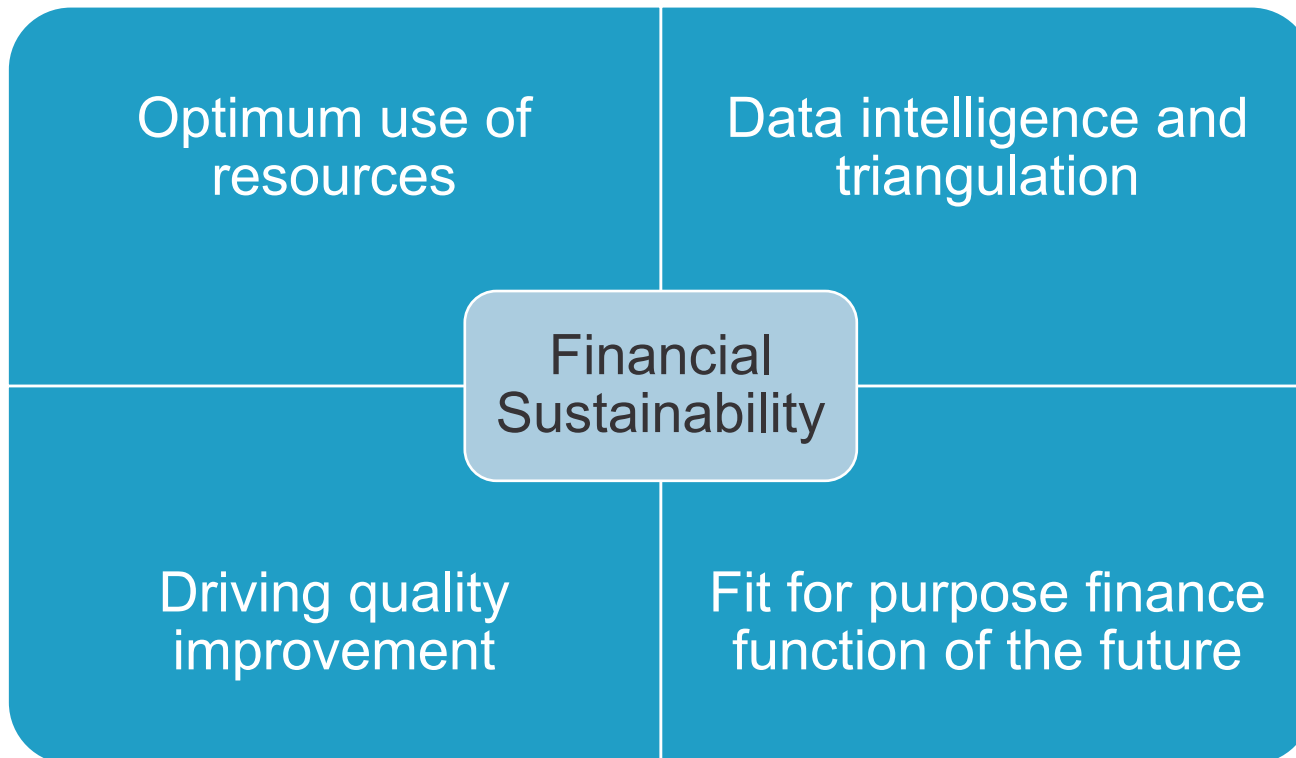 Optimum use of
resources
Data intelligence and
triangulation
Financial
Sustainability
Driving quality
improvement
Fit for purpose finance
function of the future